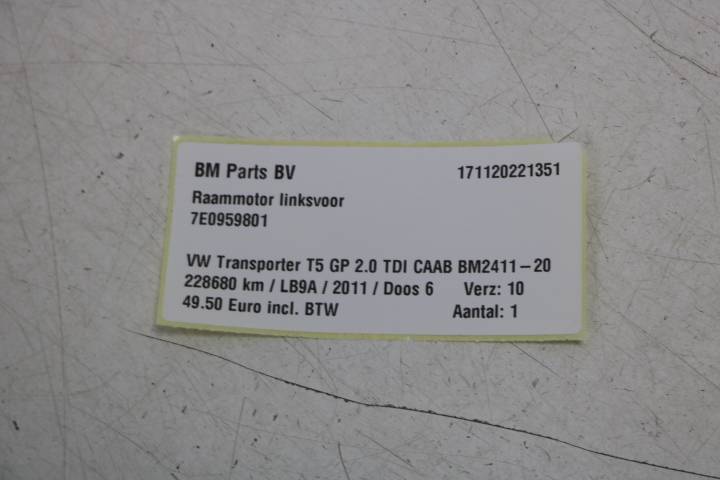 BM Parts BV 171120221351
Raammotor linksvoor
7E0959801
VW Transporter T5 GP 2.0 TDI CAAB BM2411-20
228680 km / LB9A / 2011 / Doos 6 Verz: 10
49.50 Euro incl. BTW Aantal: 1